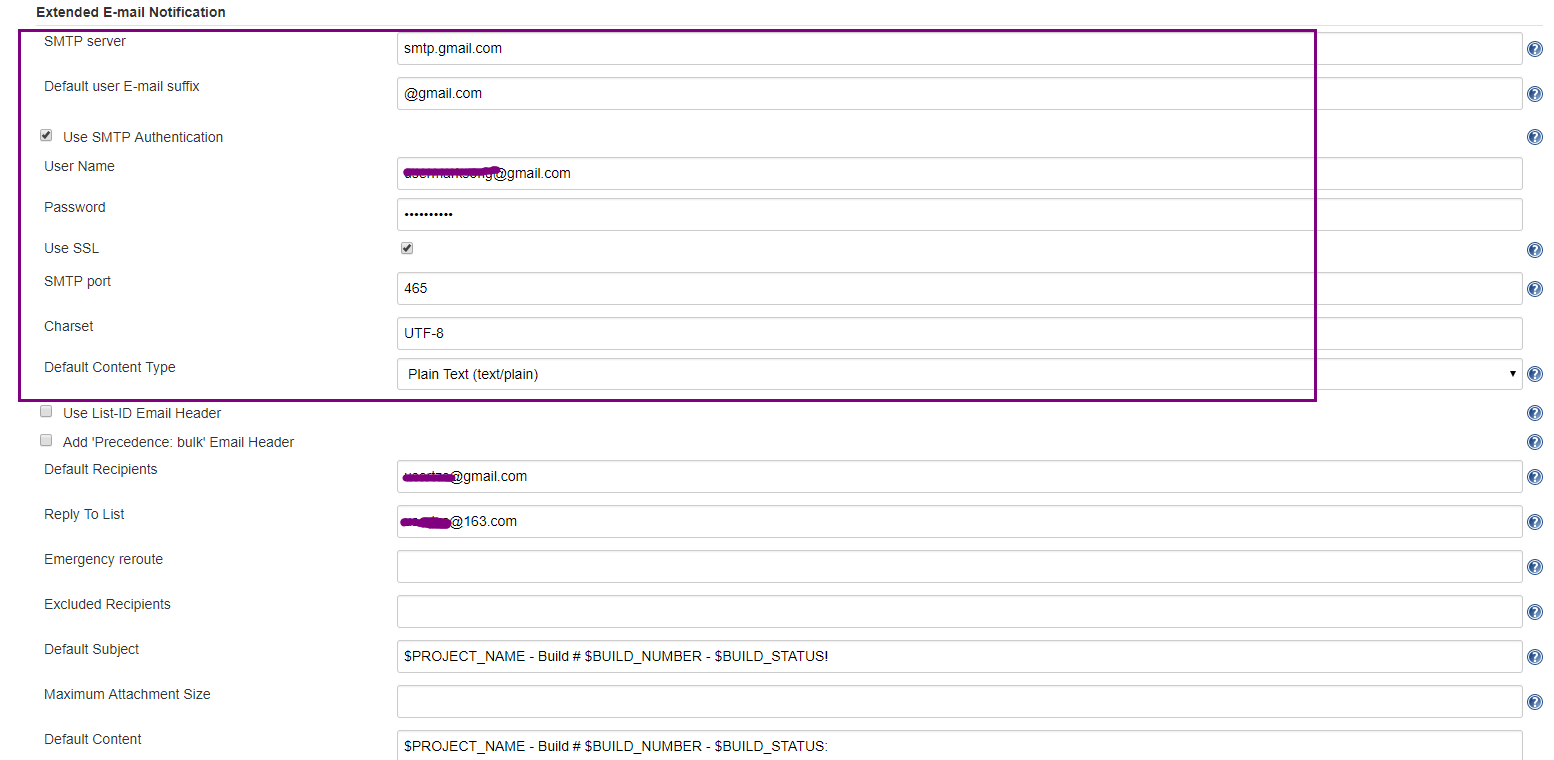 Extended E-mail Notification
SMTP server
smtp.gmail.com
Default user E-mail suffix
@gmail.com
Use SMTP Authentication
User Name
@gmail.com
Password
••••••••••
Use SSL
SMTP port
465
Charset
UTF-8
Default Content Type
Plain Text (text/plain)
Use List-ID Email Header
Add 'Precedence: bulk' Email Header
Default Recipients
@gmail.com
Reply To List
@163.com
Emergency reroute
Excluded Recipients
Default Subject
$PROJECT_NAME - Build # $BUILD_NUMBER - $BUILD_STATUS!
Maximum Attachment Size
Default Content
$PROJECT_NAME - Build # $BUILD_NUMBER - $BUILD_STATUS: